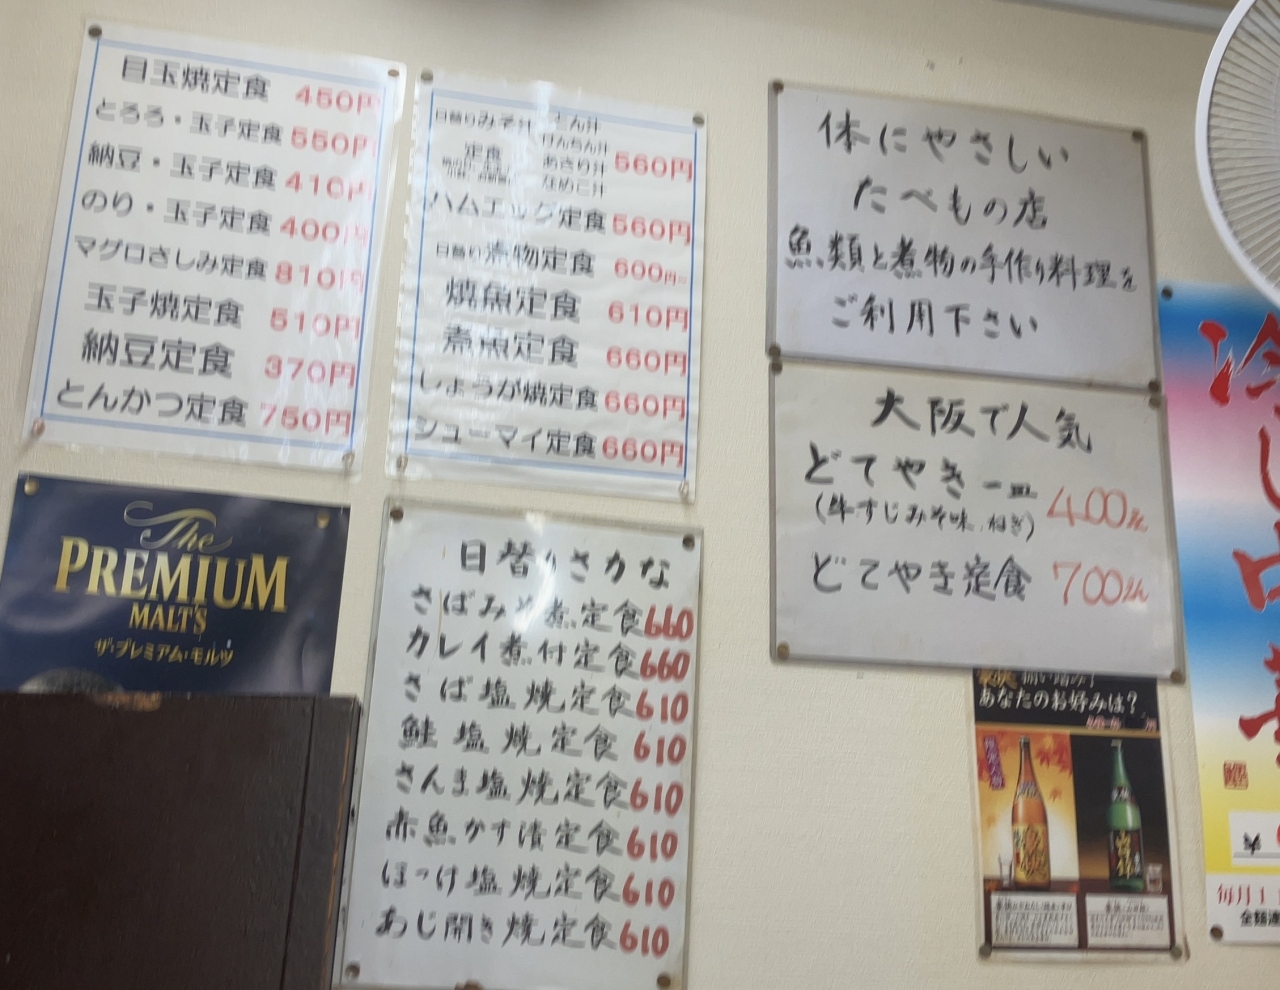 目玉焼定食 450円
とろろ・玉子定食 550円
納豆・玉子定食 410円
のり・玉子定食 400円
マグロさしみ定食 810円
玉子焼定食 510円
納豆定食 370円
とんかつ定食 750円
日替りみそ汁 とん汁
けんちん汁
定食 あさり汁 560円
なめこ汁
ハムエッグ定食 560円
日替り煮物定食 600円
焼魚定食 610円
煮魚定食 660円
しょうが焼定食 660円
シューマイ定食 660円
体にやさしい
たべもの店
魚類と煮物の手作り料理を
ご利用下さい
大阪で人気
どてやき一皿 400えん
(牛すじみそ味、ねぎ)
どてやき定食 700えん
The
PREMIUM
MALT'S
ザ・プレミアム・モルツ
日替りさかな
さばみそ煮定食 660
カレイ煮付定食 660
さば塩焼定食 610
鮭塩焼定食 610
さんま塩焼定食 610
赤魚かす漬定食 610
ほっけ塩焼定食 610
あじ開き焼定食 610
あなたのお好みは?
冷し中華
毎月1